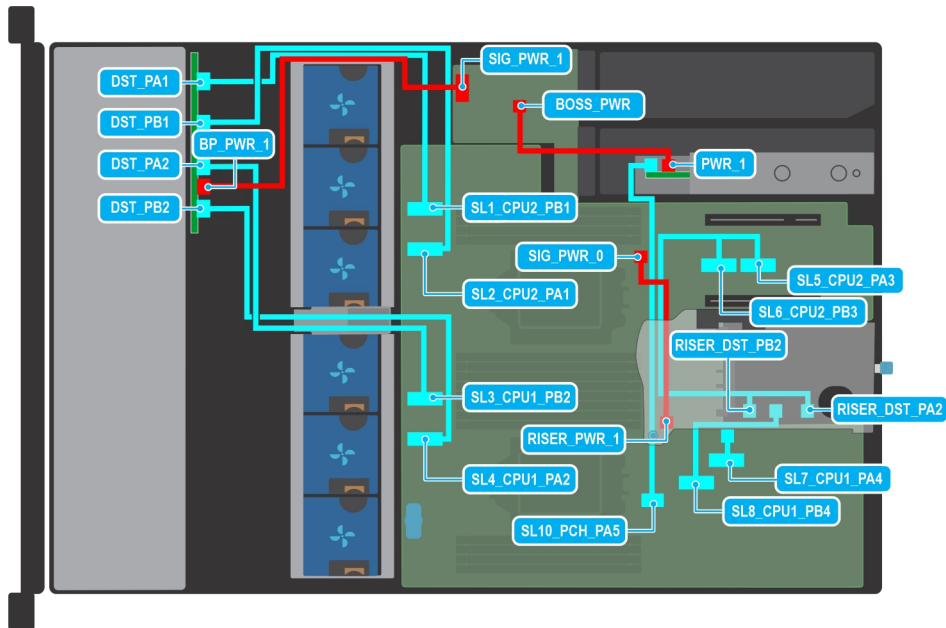 SIG_PWR_1
DST_PA1
BOSS_PWR
DST_PB1
BP_PWR_1
DST_PA2
PWR_1
DST_PB2
SL1_CPU2_PB1
SIG_PWR_0
SL5_CPU2_PA3
SL2_CPU2_PA1
SL6_CPU2_PB3
RISER_DST_PB2
SL3_CPU1_PB2
RISER_DST_PA2
RISER_PWR_1
SL4_CPU1_PA2
SL7_CPU1_PA4
SL8_CPU1_PB4
SL10_PCH_PA5